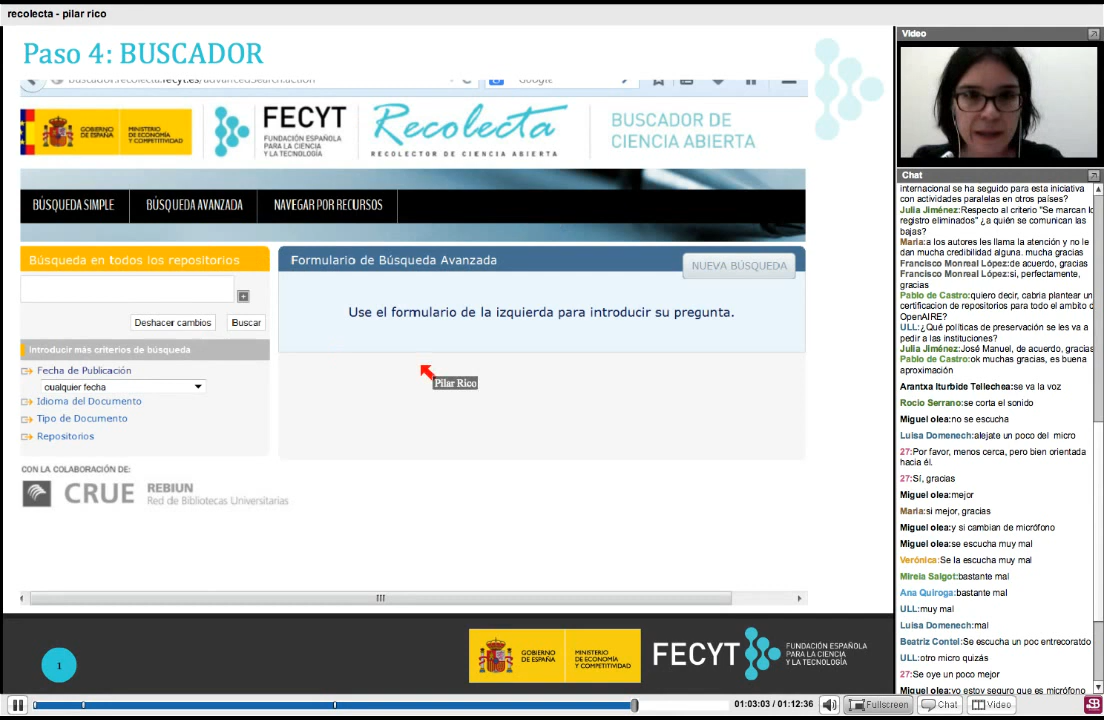 recolecta - pilar rico
Paso 4: BUSCADOR
buscador.recolecta.fecyt.es/advancedSearch.action
Google
GOBIERNO DE ESPAÑA
MINISTERIO DE ECONOMÍA Y COMPETITIVIDAD
FECYT
FUNDACIÓN ESPAÑOLA
PARA LA CIENCIA
Y LA TECNOLOGÍA
Recolecta
RECOLECTOR DE CIENCIA ABIERTA
BUSCADOR DE
CIENCIA ABIERTA
BÚSQUEDA SIMPLE
BÚSQUEDA AVANZADA
NAVEGAR POR RECURSOS
Búsqueda en todos los repositorios
Deshacer cambios
Buscar
Introducir más criterios de búsqueda
Fecha de Publicación
cualquier fecha
Idioma del Documento
Tipo de Documento
Repositorios
Formulario de Búsqueda Avanzada
NUEVA BÚSQUEDA
Use el formulario de la izquierda para introducir su pregunta.
Pilar Rico
CON LA COLABORACIÓN DE:
CRUE
REBIUN
Red de Bibliotecas Universitarias
1
GOBIERNO DE ESPAÑA
MINISTERIO DE ECONOMÍA Y COMPETITIVIDAD
FECYT
FUNDACIÓN ESPAÑOLA
PARA LA CIENCIA
Y LA TECNOLOGÍA
Video
Chat
internacional se ha seguido para esta iniciativa
con actividades paralelas en otros países?
Julia Jiménez:Respecto al criterio "Se marcan lo
registro eliminados" ¿a quién se comunican las
bajas?
Maria:a los autores les llama la atención y no le
dan mucha credibilidad alguna. mucha gracias
Francisco Monreal López:de acuerdo, gracias
Francisco Monreal López:si, perfectamente,
gracias
Pablo de Castro:quiero decir, cabría plantear un
certificacion de repositorios para todo el ambito d
OpenAIRE?
ULL:¿Qué políticas de preservación se les va a
pedir a las instituciones?
Julia Jiménez:José Manuel, de acuerdo, gracias
Pablo de Castro:ok muchas gracias, es buena
aproximación
Arantxa Iturbide Tellechea:se va la voz
Rocio Serrano:se corta el sonido
Miguel olea:no se escucha
Luisa Domenech:alejate un poco del micro
27:Por favor, menos cerca, pero bien orientada
hacia él.
27:Sí, gracias
Miguel olea:mejor
Maria:si mejor, gracias
Miguel olea:y si cambian de micrófono
Miguel olea:se escucha muy mal
Verónica:Se la escucha muy mal
Mireia Salgot:bastante mal
Ana Quiroga:bastante mal
ULL:muy mal
Luisa Domenech:mal
Beatriz Contel:Se escucha un poc entrecoratdo
ULL:otro micro quizás
27:Se oye un poco mejor
Miguel olea:yo estoy seguro que es micrófono
01:03:03 / 01:12:36
Fullscreen
Chat
Video